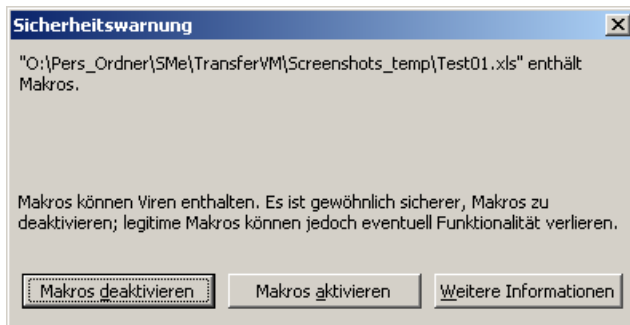 Sicherheitswarnung
"O:\Pers_Ordner\SMe\TransferVM\Screenshots_temp\Test01.xls" enthält
Makros.
Makros können Viren enthalten. Es ist gewöhnlich sicherer, Makros zu
deaktivieren; legitime Makros können jedoch eventuell Funktionalität verlieren.
Makros deaktivieren Makros aktivieren Weitere Informationen